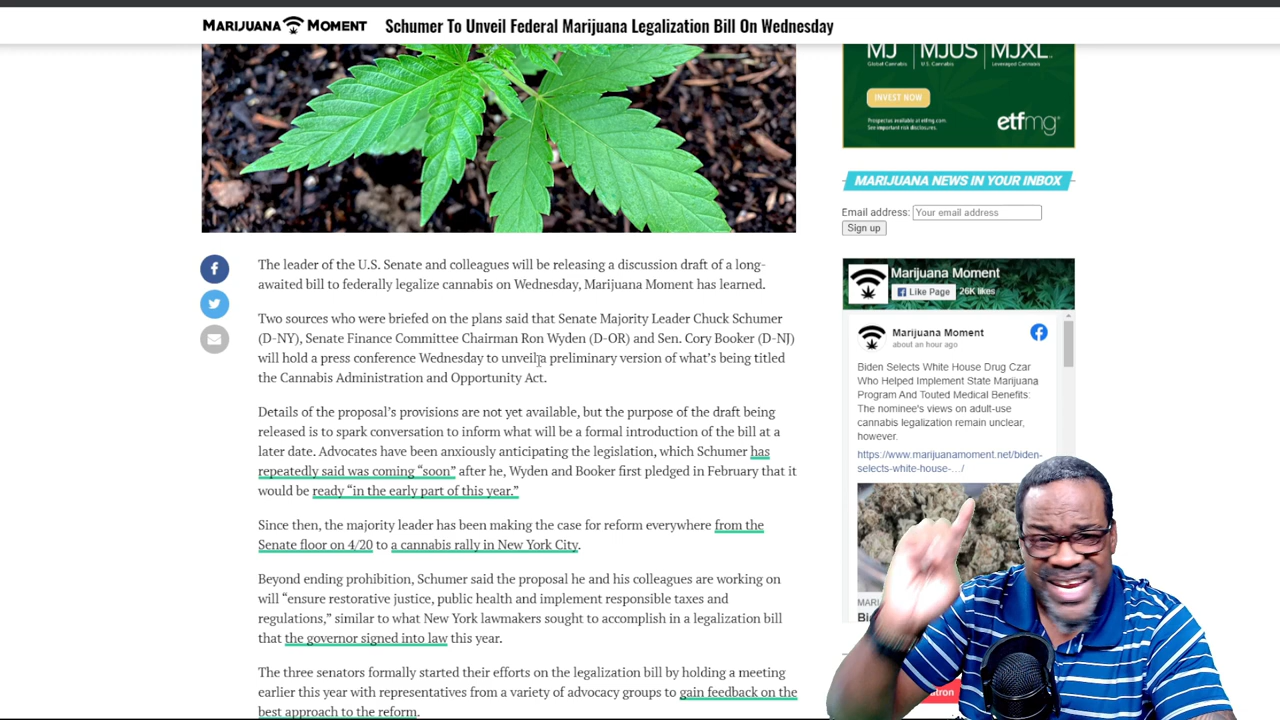 MARIJUANA MOMENT
Schumer To Unveil Federal Marijuana Legalization Bill On Wednesday
MJ MJUS MJXL
Global Cannabis U.S. Cannabis Leveraged Cannabis
INVEST NOW
Prospectus available at etfmg.com.
See important risk disclosures.
etfmg
MARIJUANA NEWS IN YOUR INBOX
Email address: Your email address
Sign up
The leader of the U.S. Senate and colleagues will be releasing a discussion draft of a long-
awaited bill to federally legalize cannabis on Wednesday, Marijuana Moment has learned.
Two sources who were briefed on the plans said that Senate Majority Leader Chuck Schumer
(D-NY), Senate Finance Committee Chairman Ron Wyden (D-OR) and Sen. Cory Booker (D-NJ)
will hold a press conference Wednesday to unveil a preliminary version of what's being titled
the Cannabis Administration and Opportunity Act.
Details of the proposal's provisions are not yet available, but the purpose of the draft being
released is to spark conversation to inform what will be a formal introduction of the bill at a
later date. Advocates have been anxiously anticipating the legislation, which Schumer has
repeatedly said was coming “soon” after he, Wyden and Booker first pledged in February that it
would be ready “in the early part of this year.”
Since then, the majority leader has been making the case for reform everywhere from the
Senate floor on 4/20 to a cannabis rally in New York City.
Beyond ending prohibition, Schumer said the proposal he and his colleagues are working on
will “ensure restorative justice, public health and implement responsible taxes and
regulations,” similar to what New York lawmakers sought to accomplish in a legalization bill
that the governor signed into law this year.
The three senators formally started their efforts on the legalization bill by holding a meeting
earlier this year with representatives from a variety of advocacy groups to gain feedback on the
best approach to the reform.
Marijuana Moment
Like Page 26K likes
Marijuana Moment
about an hour ago
Biden Selects White House Drug Czar
Who Helped Implement State Marijuana
Program And Touted Medical Benefits:
The nominee's views on adult-use
cannabis legalization remain unclear,
however.
https://www.marijuanamoment.net/biden-
selects-white-house-.../